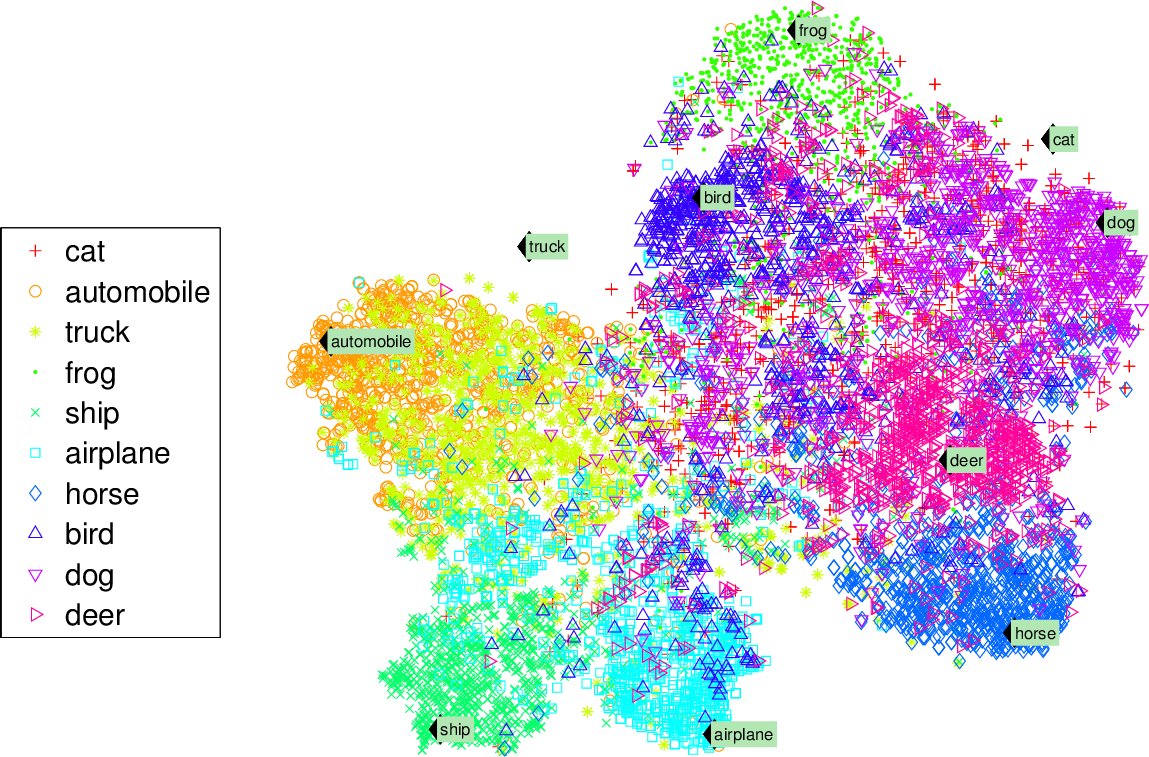 cat
automobile
truck
frog
ship
airplane
horse
bird
dog
deer
frog
cat
bird
dog
truck
automobile
deer
horse
ship
airplane